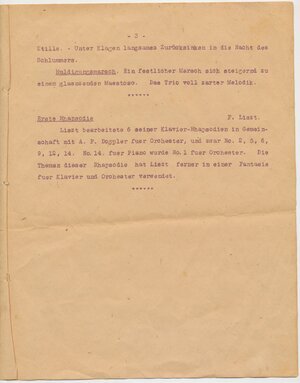 - 3 -
Stille. - Unter Klagen langsames Zurücksinken in die Nacht des
Schlummers.
Huldigungsmarsch. Ein festlicher Marsch sich steigernd zu
einem glaenzenden Maestoso. Das Trio voll zarter Melodik.
******
Erste Rhapsodie F. Liszt.
Liszt bearbeitete 6 seiner Klavier-Rhapsodien in Gemein-
schaft mit A. F. Doppler fuer Orchester, und zwar No. 2, 5, 6,
9, 12, 14. No. 14. fuer Piano wurde No. 1 fuer Orchester. Die
Themen dieser Rhapsodie hat Liszt ferner in einer Fantasie
fuer Klavier und Orchester verwendet.
******